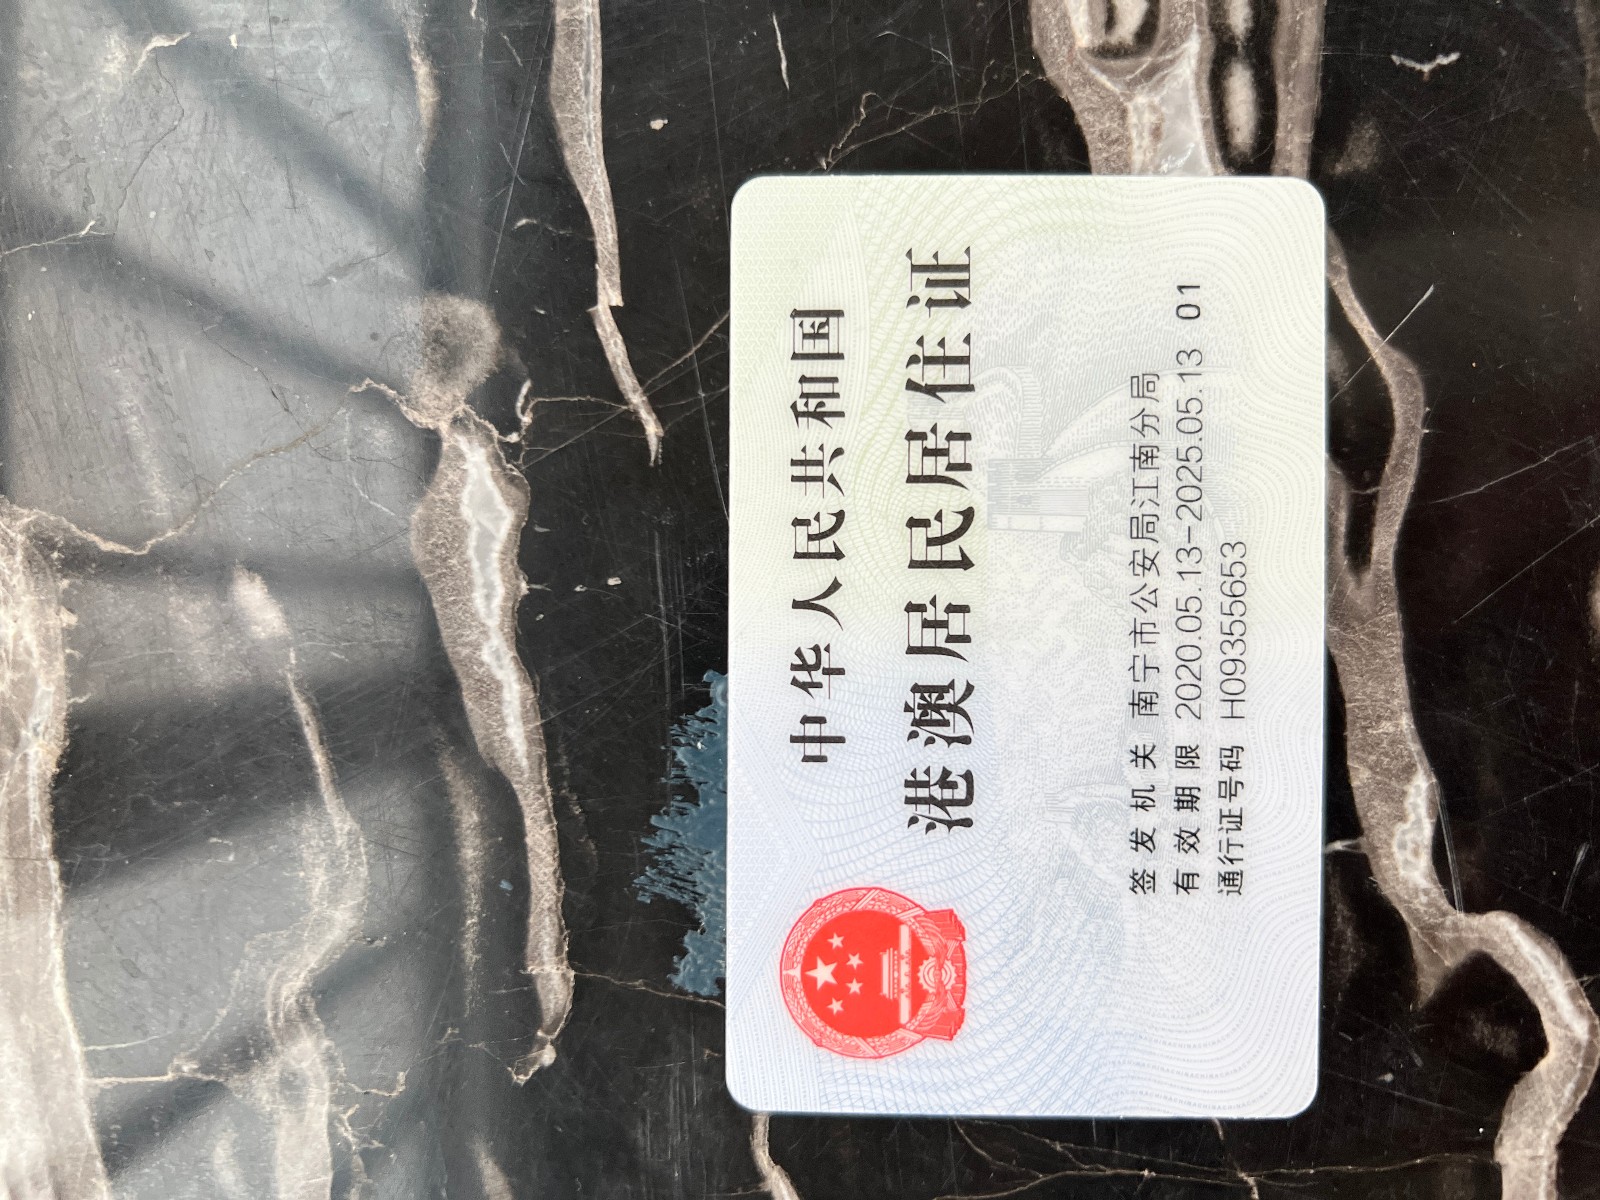 中华人民共和国
港澳居民居住证
签发机关 南宁市公安局江南分局
有效期限 2020.05.13-2025.05.13 01
通行证号码 H09355653